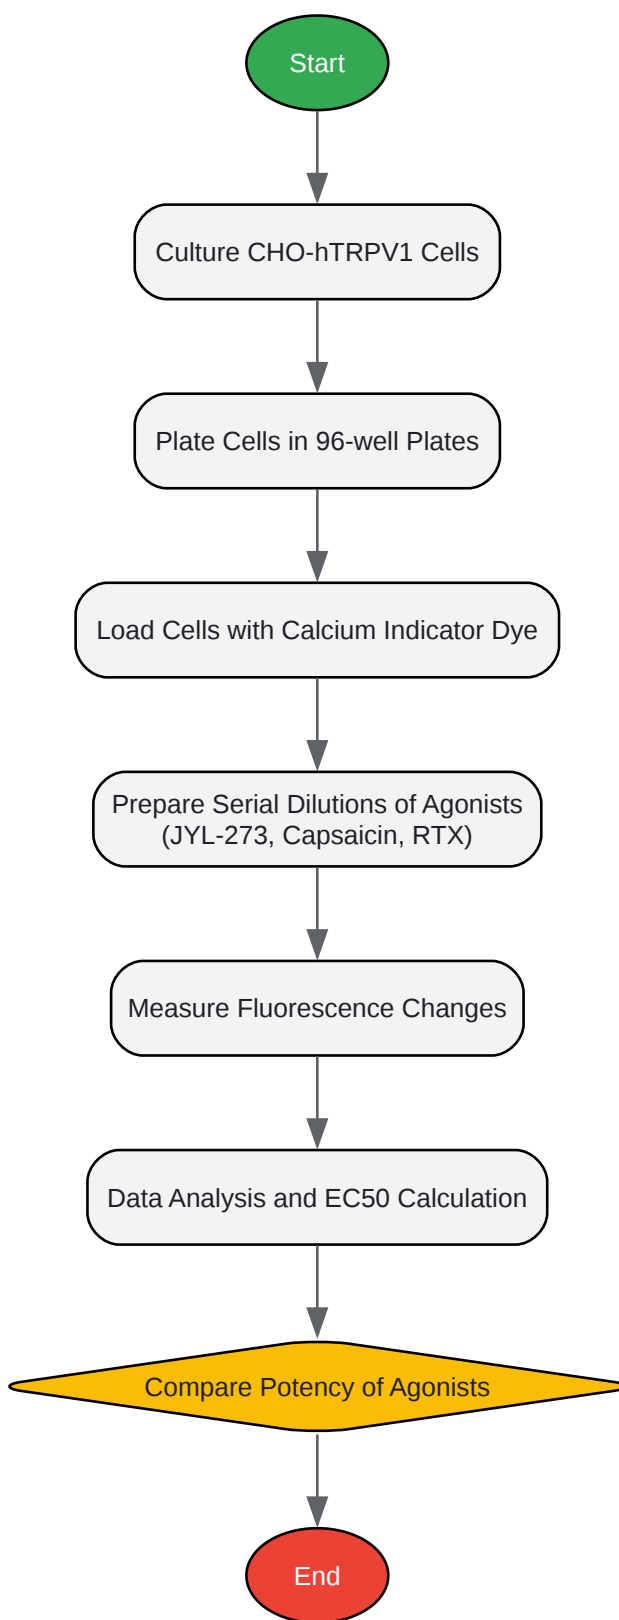 Start
Culture CHO-hTRPV1 Cells
Plate Cells in 96-well Plates
Load Cells with Calcium Indicator Dye
Prepare Serial Dilutions of Agonists
(JYL-273, Capsaicin, RTX)
Measure Fluorescence Changes
Data Analysis and EC50 Calculation
Compare Potency of Agonists
End